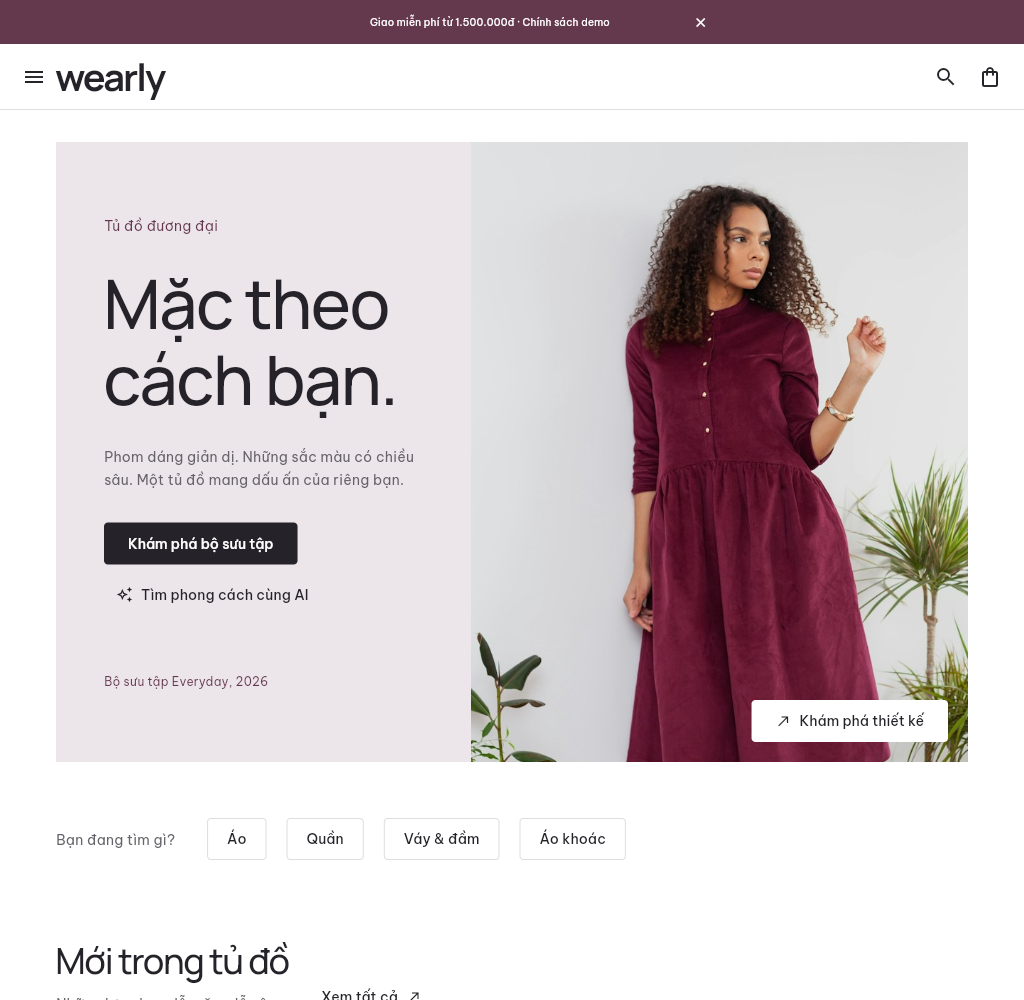 Giao miễn phí từ 1.500.000đ · Chính sách demo
wearly
Tủ đồ đương đại
Mặc theo
cách bạn.
Phom dáng giản dị. Những sắc màu có chiều
sâu. Một tủ đồ mang dấu ấn của riêng bạn.
Khám phá bộ sưu tập
Tìm phong cách cùng AI
Bộ sưu tập Everyday, 2026
Khám phá thiết kế
Bạn đang tìm gì?
Áo
Quần
Váy & đầm
Áo khoác
Mới trong tủ đồ
Xem tất cả